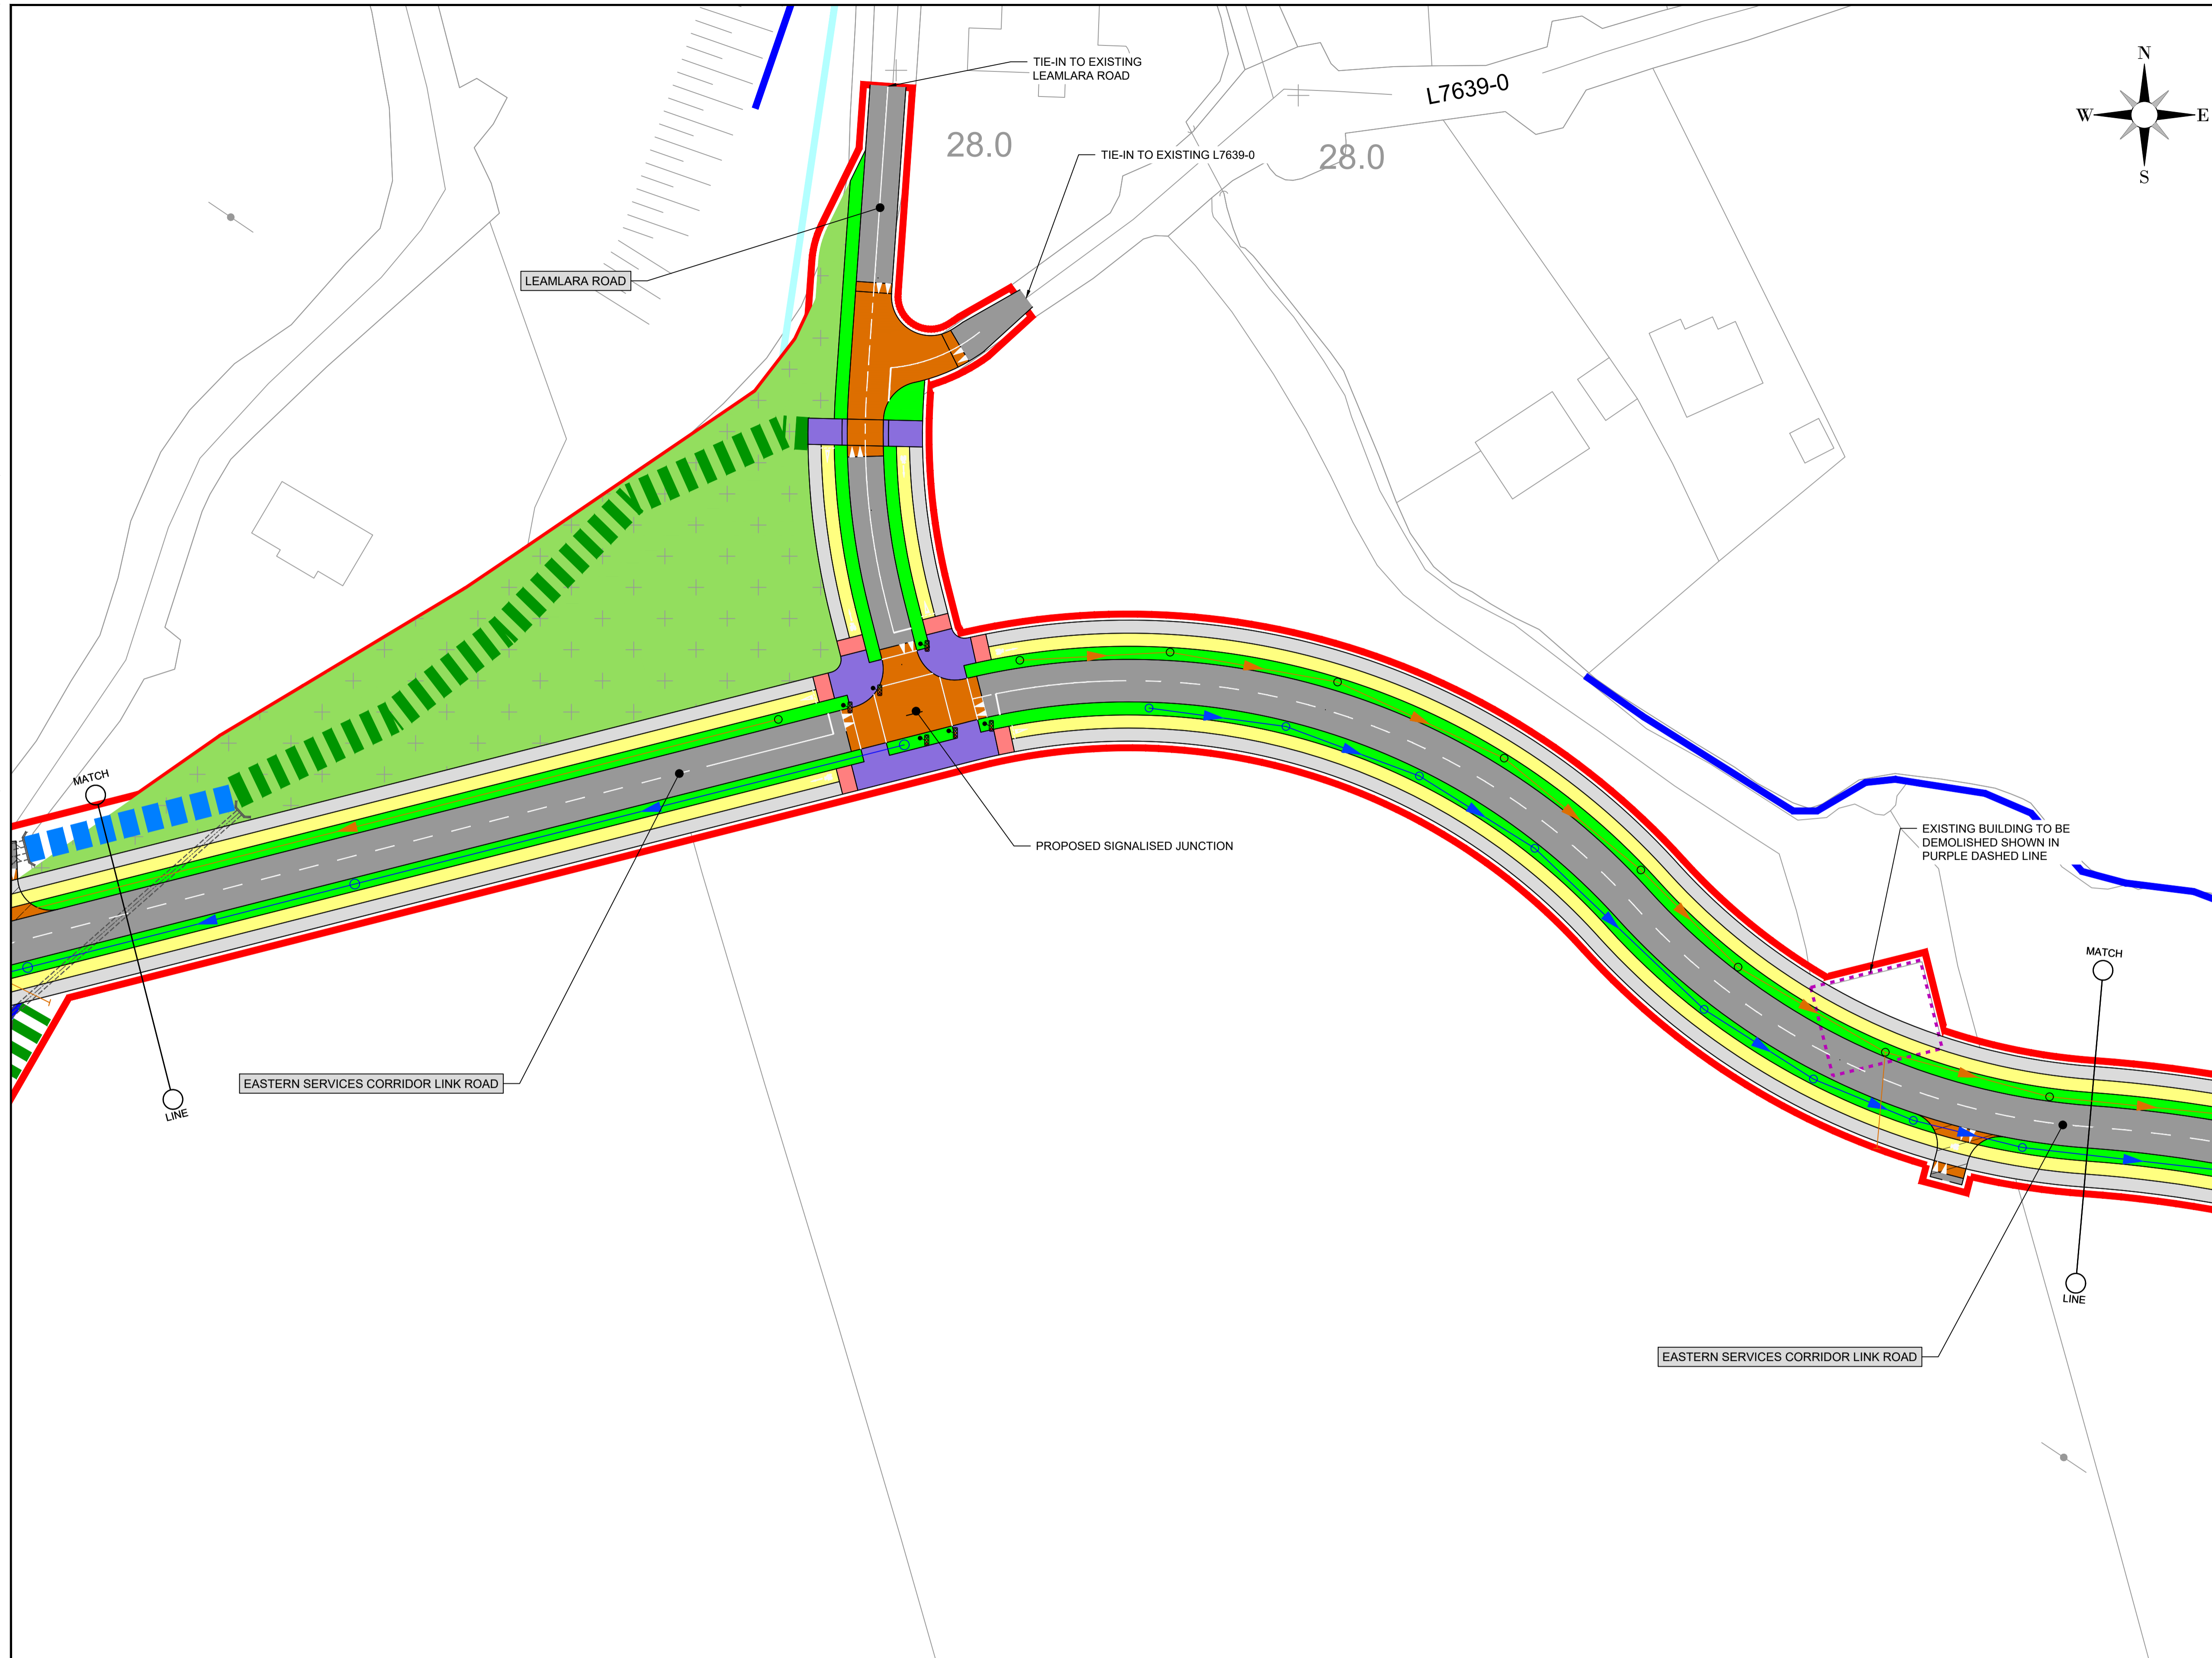 TIE-IN TO EXISTING
LEAMLARA ROAD
L7639-0
N
W
E
S
28.0
TIE-IN TO EXISTING L7639-0
28.0
LEAMLARA ROAD
MATCH
PROPOSED SIGNALISED JUNCTION
EXISTING BUILDING TO BE
DEMOLISHED SHOWN IN
PURPLE DASHED LINE
MATCH
EASTERN SERVICES CORRIDOR LINK ROAD
LINE
LINE
EASTERN SERVICES CORRIDOR LINK ROAD